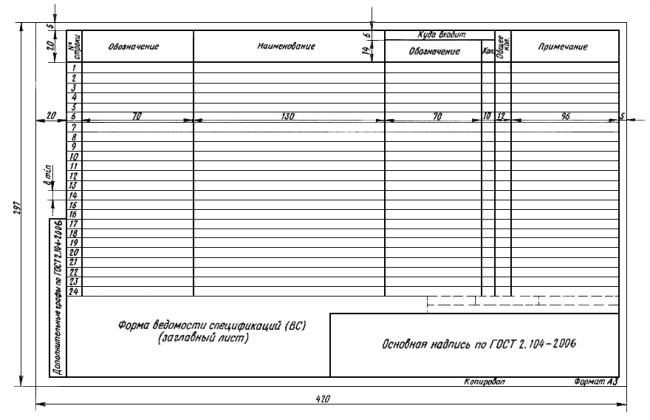 5
20
№ строки
Обозначение
Наименование
6
14
Куда входит
Обозначение
Кол.
Общее кол.
Примечание
1
2
3
4
5
6
20
70
130
70
10
12
96
5
7
8
9
10
11
12
13
14
15
16
17
18
19
20
21
22
23
24
8 min
297
Дополнительные графы по ГОСТ 2.104-2006
Форма ведомости спецификаций (ВС)
(заглавный лист)
Основная надпись по ГОСТ 2.104-2006
Копировал
Формат А3
420